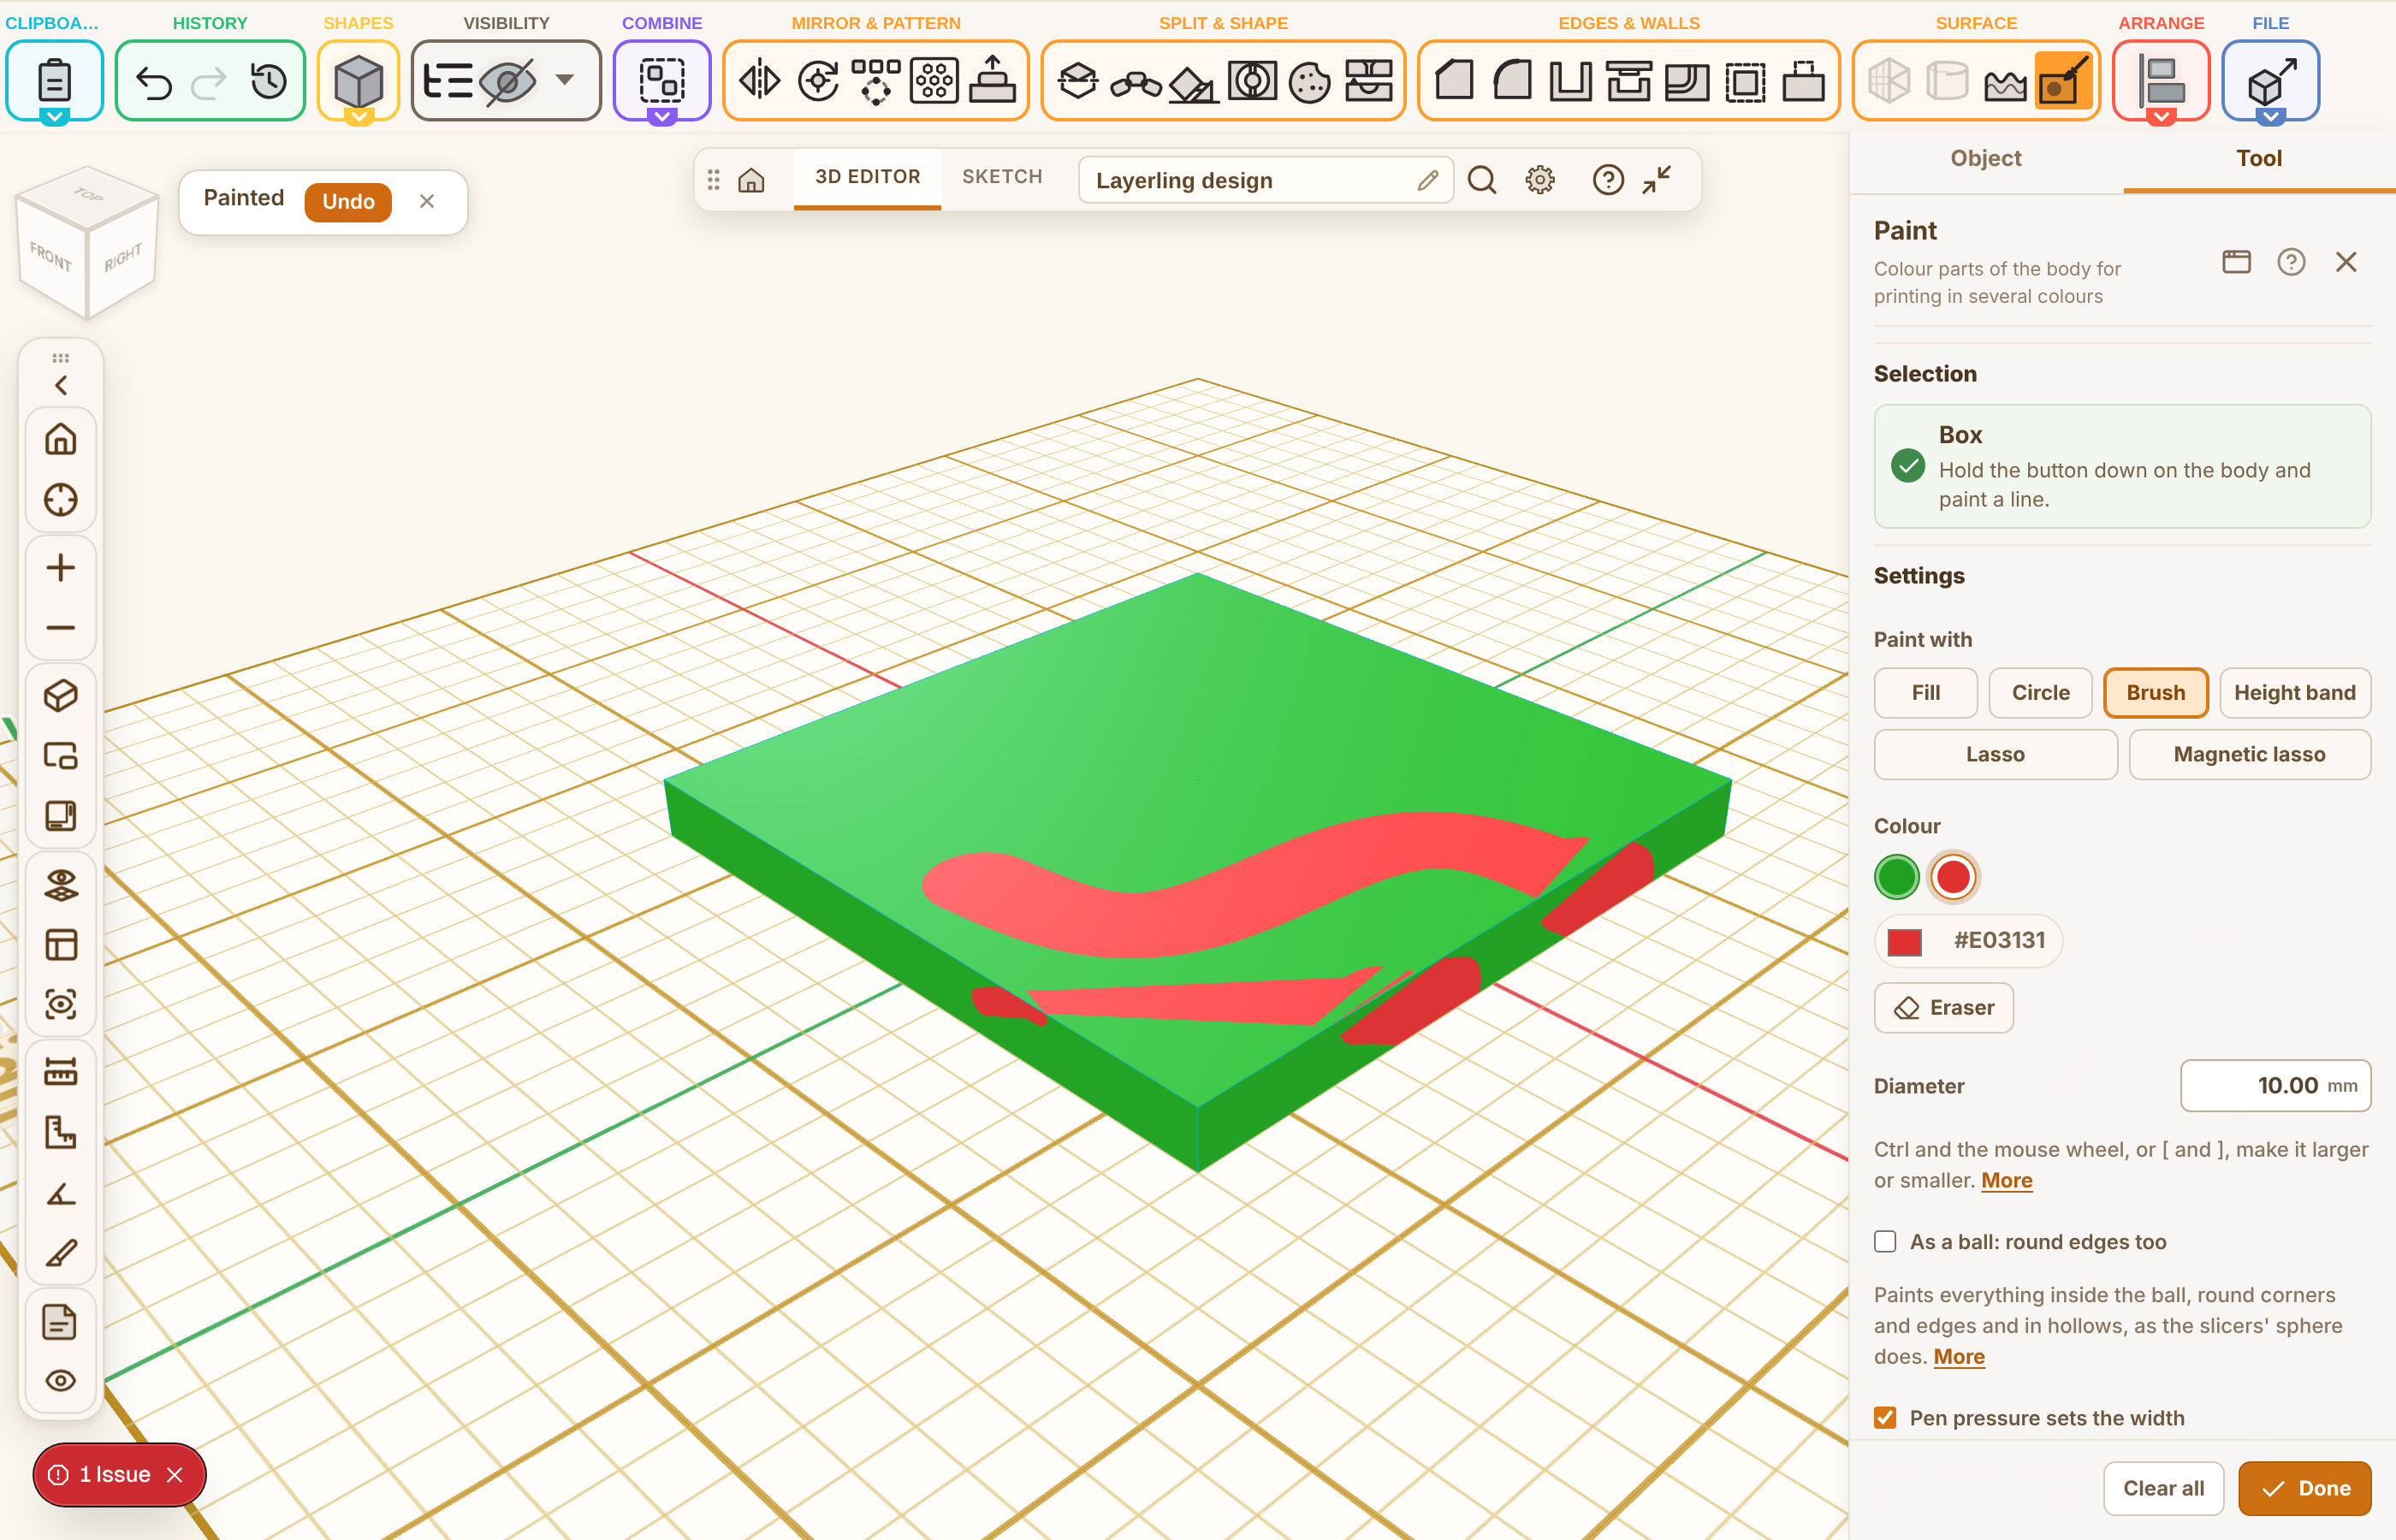 CLIPBOA...
HISTORY
SHAPES
VISIBILITY
COMBINE
MIRROR & PATTERN
SPLIT & SHAPE
EDGES & WALLS
SURFACE
ARRANGE
FILE
TOP
FRONT
RIGHT
Painted
Undo
3D EDITOR
SKETCH
Layerling design
Object
Tool
Paint
Colour parts of the body for
printing in several colours
Selection
Box
Hold the button down on the body and
paint a line.
Settings
Paint with
Fill
Circle
Brush
Height band
Lasso
Magnetic lasso
Colour
#E03131
Eraser
Diameter
10.00 mm
Ctrl and the mouse wheel, or [ and ], make it larger
or smaller. More
As a ball: round edges too
Paints everything inside the ball, round corners
and edges and in hollows, as the slicers' sphere
does. More
Pen pressure sets the width
1 Issue
Clear all
Done